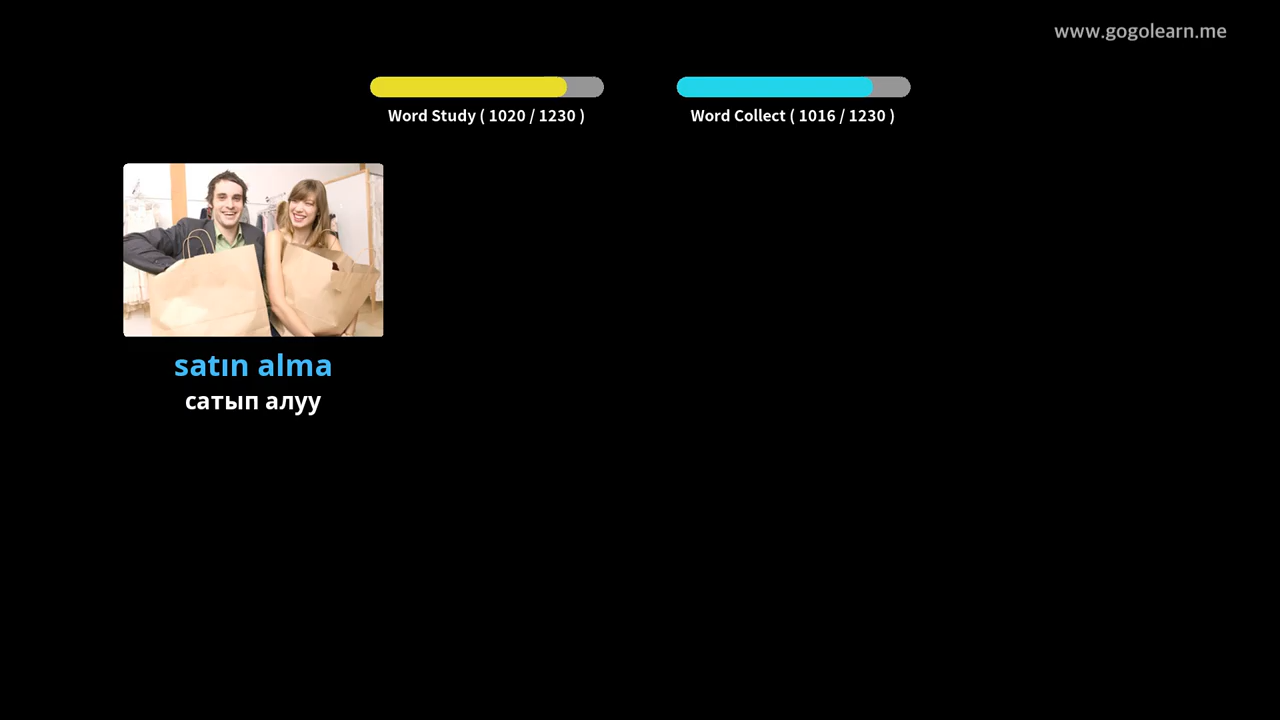 www.gogolearn.me
Word Study ( 1020 / 1230 )
Word Collect ( 1016 / 1230 )
satın alma
сатып алуу